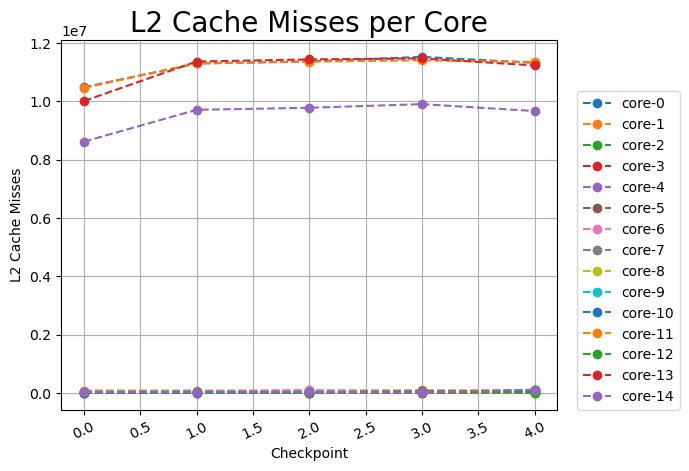 L2 Cache Misses per Core
1e7
1.2
1.0
0.8
0.6
0.4
0.2
0.0
L2 Cache Misses
0.0 0.5 1.0 1.5 2.0 2.5 3.0 3.5 4.0
Checkpoint
core-0
core-1
core-2
core-3
core-4
core-5
core-6
core-7
core-8
core-9
core-10
core-11
core-12
core-13
core-14